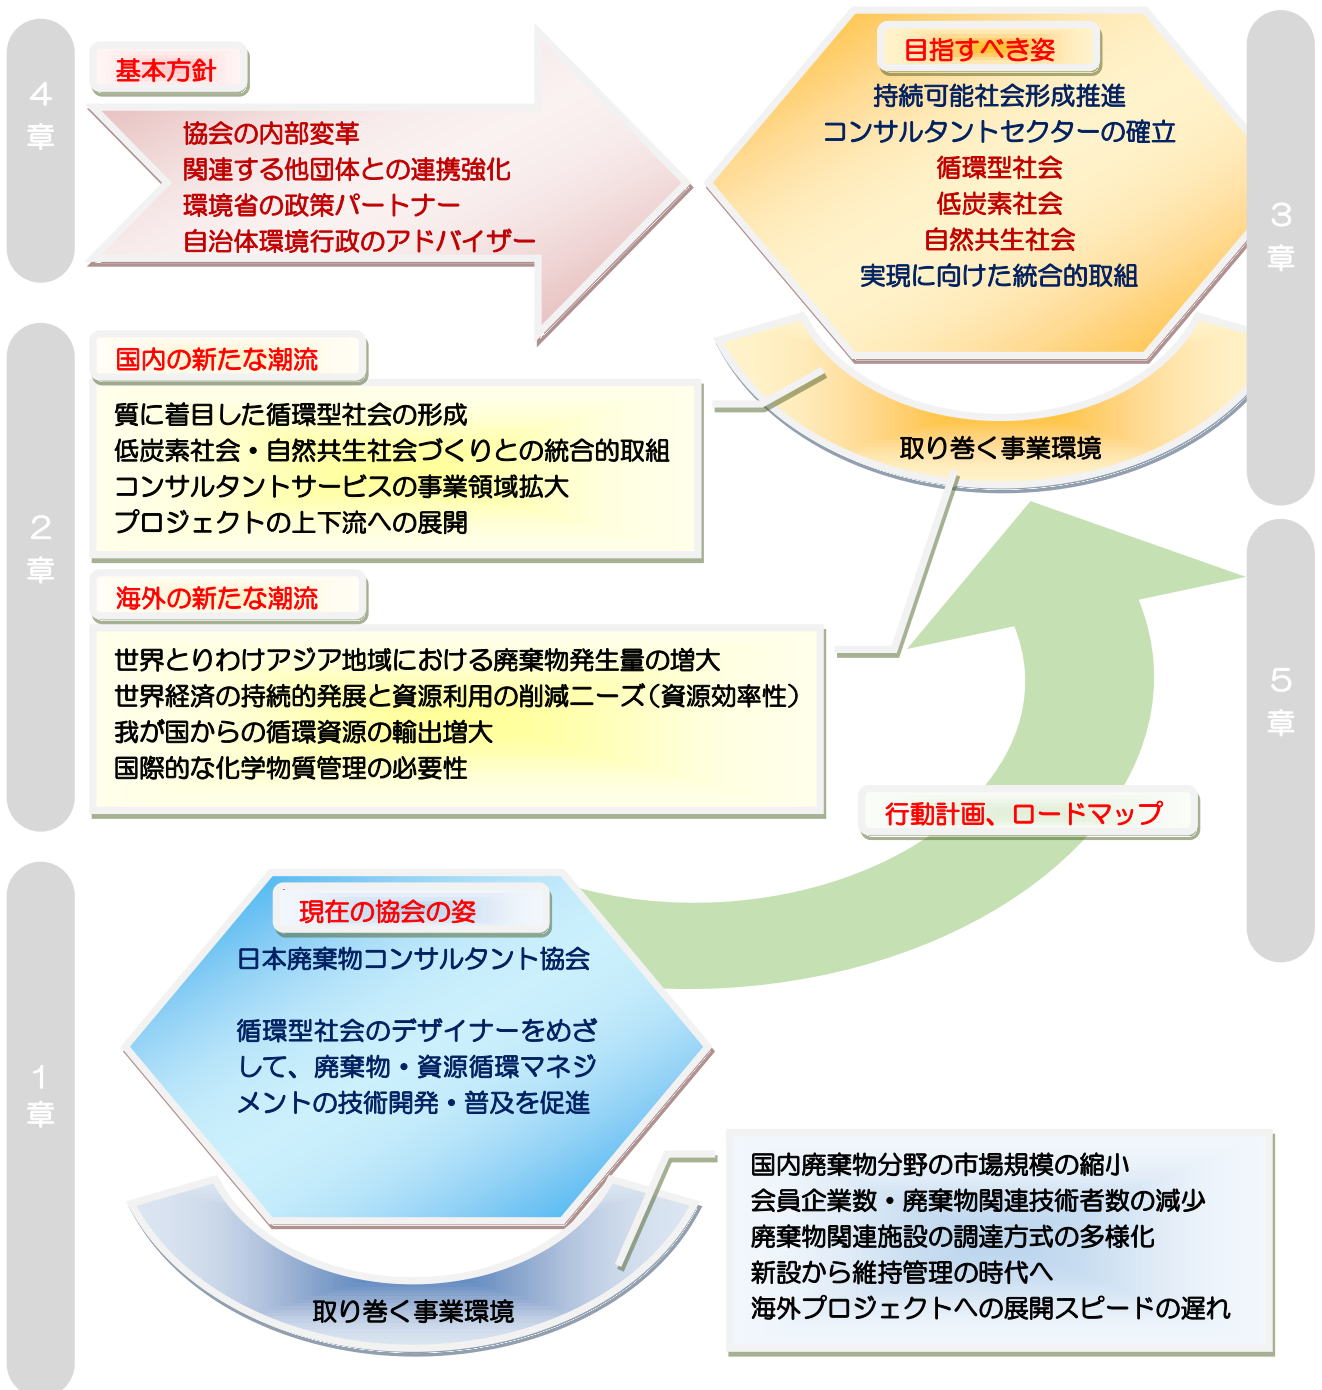 4
章
基本方針
協会の内部変革
関連する他団体との連携強化
環境省の政策パートナー
自治体環境行政のアドバイザー
目指すべき姿
持続可能社会形成推進
コンサルタントセクターの確立
循環型社会
低炭素社会
自然共生社会
実現に向けた統合的取組
取り巻く事業環境
3
章
2
章
国内の新たな潮流
質に着目した循環型社会の形成
低炭素社会・自然共生社会づくりとの統合的取組
コンサルタントサービスの事業領域拡大
プロジェクトの上下流への展開
海外の新たな潮流
世界とりわけアジア地域における廃棄物発生量の増大
世界経済の持続的発展と資源利用の削減ニーズ（資源効率性）
我が国からの循環資源の輸出増大
国際的な化学物質管理の必要性
5
章
行動計画、ロードマップ
1
章
現在の協会の姿
日本廃棄物コンサルタント協会
循環型社会のデザイナーをめざ
して、廃棄物・資源循環マネジ
メントの技術開発・普及を促進
取り巻く事業環境
国内廃棄物分野の市場規模の縮小
会員企業数・廃棄物関連技術者数の減少
廃棄物関連施設の調達方式の多様化
新設から維持管理の時代へ
海外プロジェクトへの展開スピードの遅れ